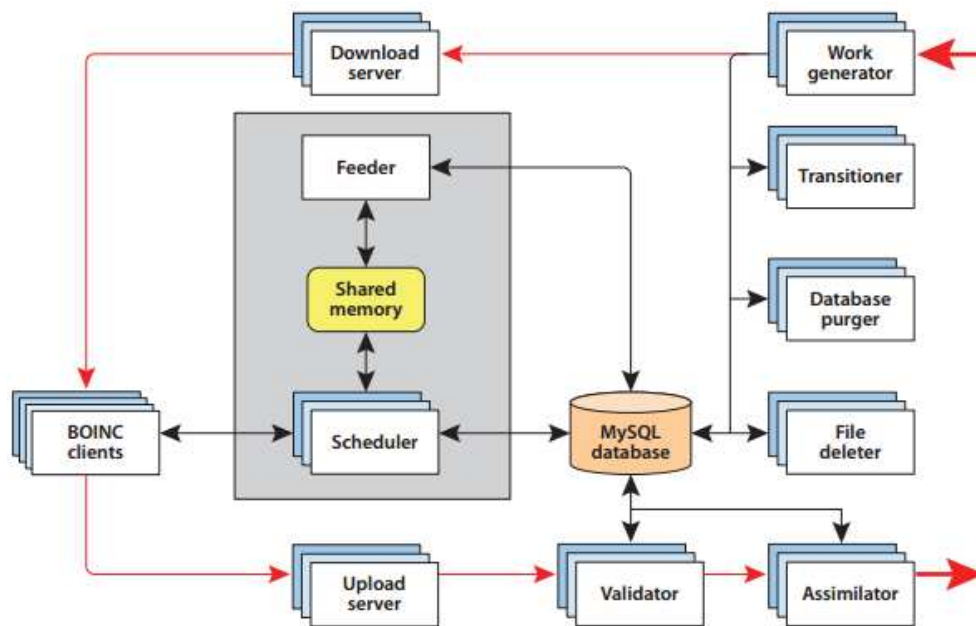 Download
server
Work
generator
Feeder
Transitioner
Shared
memory
Database
purger
BOINC
clients
Scheduler
MySQL
database
File
deleter
Upload
server
Validator
Assimilator